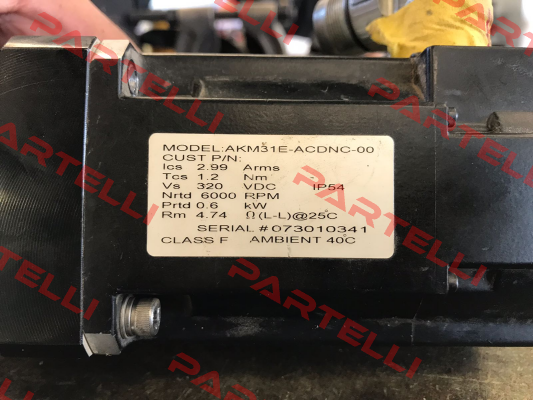 PARTELLI
PARTELLI
PARTELLI
MODEL:AKM31E-ACDNC-00
CUST P/N:
Ics 2.99 Arms
Tcs 1.2 Nm
Vs 320 VDC IP54
Nrtd 6000 RPM
Prtd 0.6 kW
Rm 4.74 Ω(L-L)@25C
SERIAL # 073010341
CLASS F AMBIENT 40C
PARTELLI
PARTELLI